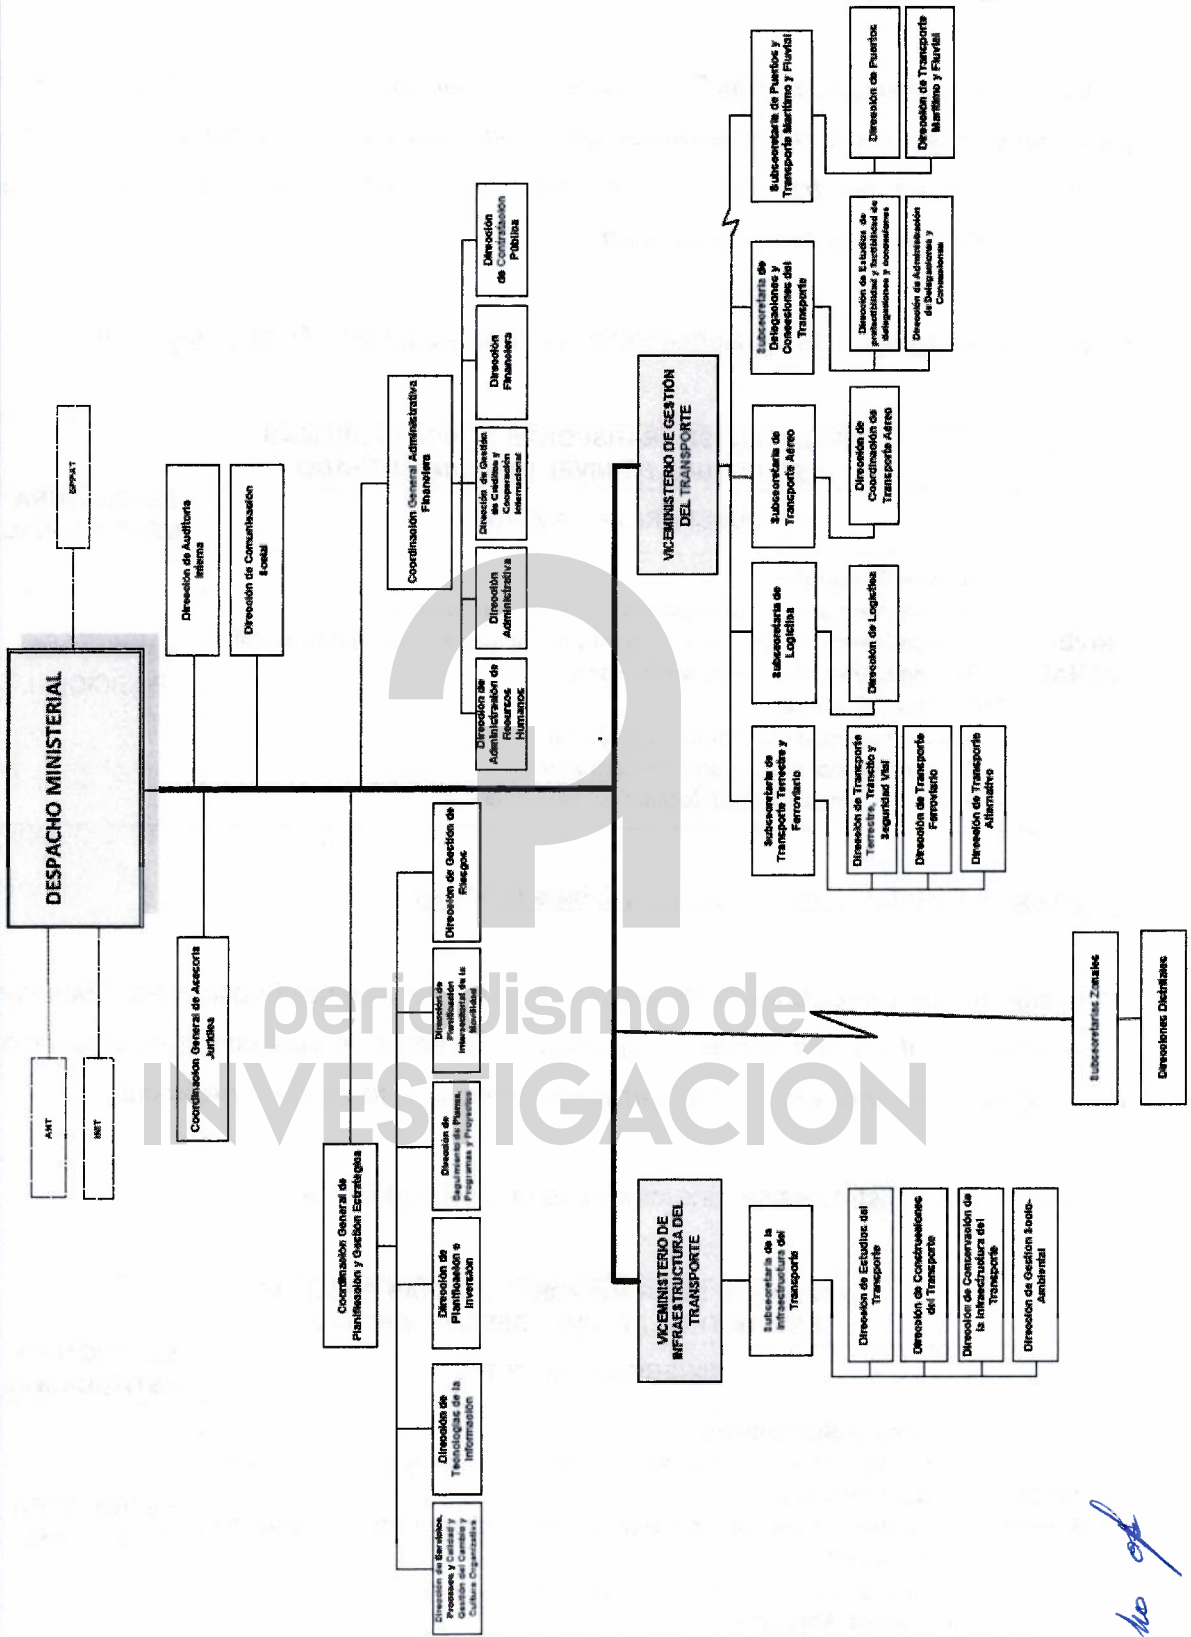 DESPACHO MINISTERIAL
ANT
Coordinación General de Asesoría
Jurídica
Dirección de Auditoría
Interna
Dirección de Comunicación
Social
Coordinación General de
Planificación y Gestión Estratégica
Dirección de Servicios,
Procesos y Calidad y
Gestión del Cambio y
Cultura Organizativa
Dirección de
Tecnologías de la
Información
Dirección de
Planificación e
Inversión
Dirección de
Seguimiento de Planes,
Programas y Proyectos
Dirección de
Planificación
Intersectorial de la
Movilidad
Dirección de Gestión de
Riesgos
Coordinación General Administrativa
Financiera
Dirección de
Administración de
Recursos
Humanos
Dirección
Administrativa
Dirección de Gestión
de Créditos y
Cooperación
Internacional
Dirección
Financiera
Dirección
de Contratación
Pública
VICEMINISTERIO DE
INFRAESTRUCTURA DEL
TRANSPORTE
Subsecretaría de la
Infraestructura del
Transporte
Dirección de Estudios del
Transporte
Dirección de Construcciones
del Transporte
Dirección de Conservación de
la Infraestructura del
Transporte
Dirección de Gestión Socio-
Ambiental
VICEMINISTERIO DE GESTIÓN
DEL TRANSPORTE
Subsecretaría de
Transporte Terrestre y
Ferroviario
Dirección de Transporte
Terrestre, Tránsito y
Seguridad Vial
Dirección de Transporte
Ferroviario
Dirección de Transporte
Alternativo
Subsecretaría de
Logística
Dirección de Logística
Subsecretaría de
Transporte Aéreo
Dirección de
Coordinación de
Transporte Aéreo
Subsecretaría de
Delegaciones y
Concesiones del
Transporte
Dirección de Estudios de
prefactibilidad y factibilidad de
delegaciones y concesiones
Dirección de Administración
de Delegaciones y
Concesiones
Subsecretaría de Puertos y
Transporte Marítimo y Fluvial
Dirección de Puertos
Dirección de Transporte
Marítimo y Fluvial
Subsecretarías Zonales
Direcciones Distritales
periodismo de
INVESTIGACIÓN